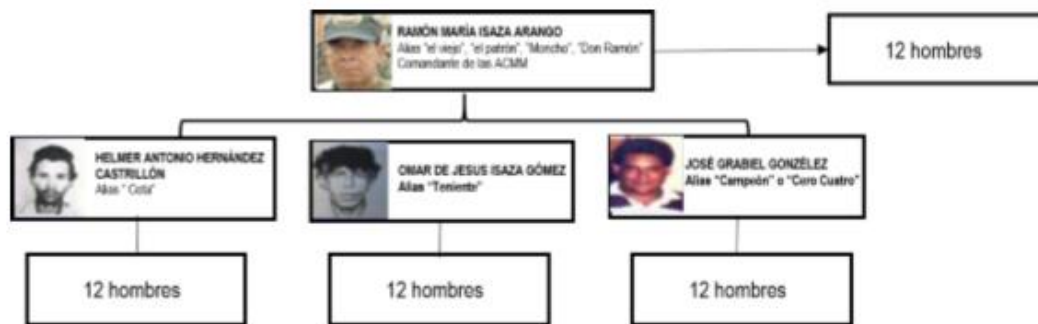 RAMÓN MARÍA ISAZA ARANGO
Alias "el viejo", "el patrón", "Moncho", "Don Ramón"
Comandante de las ACMM
12 hombres
HELMER ANTONIO HERNÁNDEZ
CASTRILLÓN
Alias
OMAR DE JESUS ISAZA GÓMEZ
Alias "Teniente"
JOSÉ GRABIEL GONZÉLEZ
Alias "Campeón" o "Cero Cuatro"
12 hombres
12 hombres
12 hombres